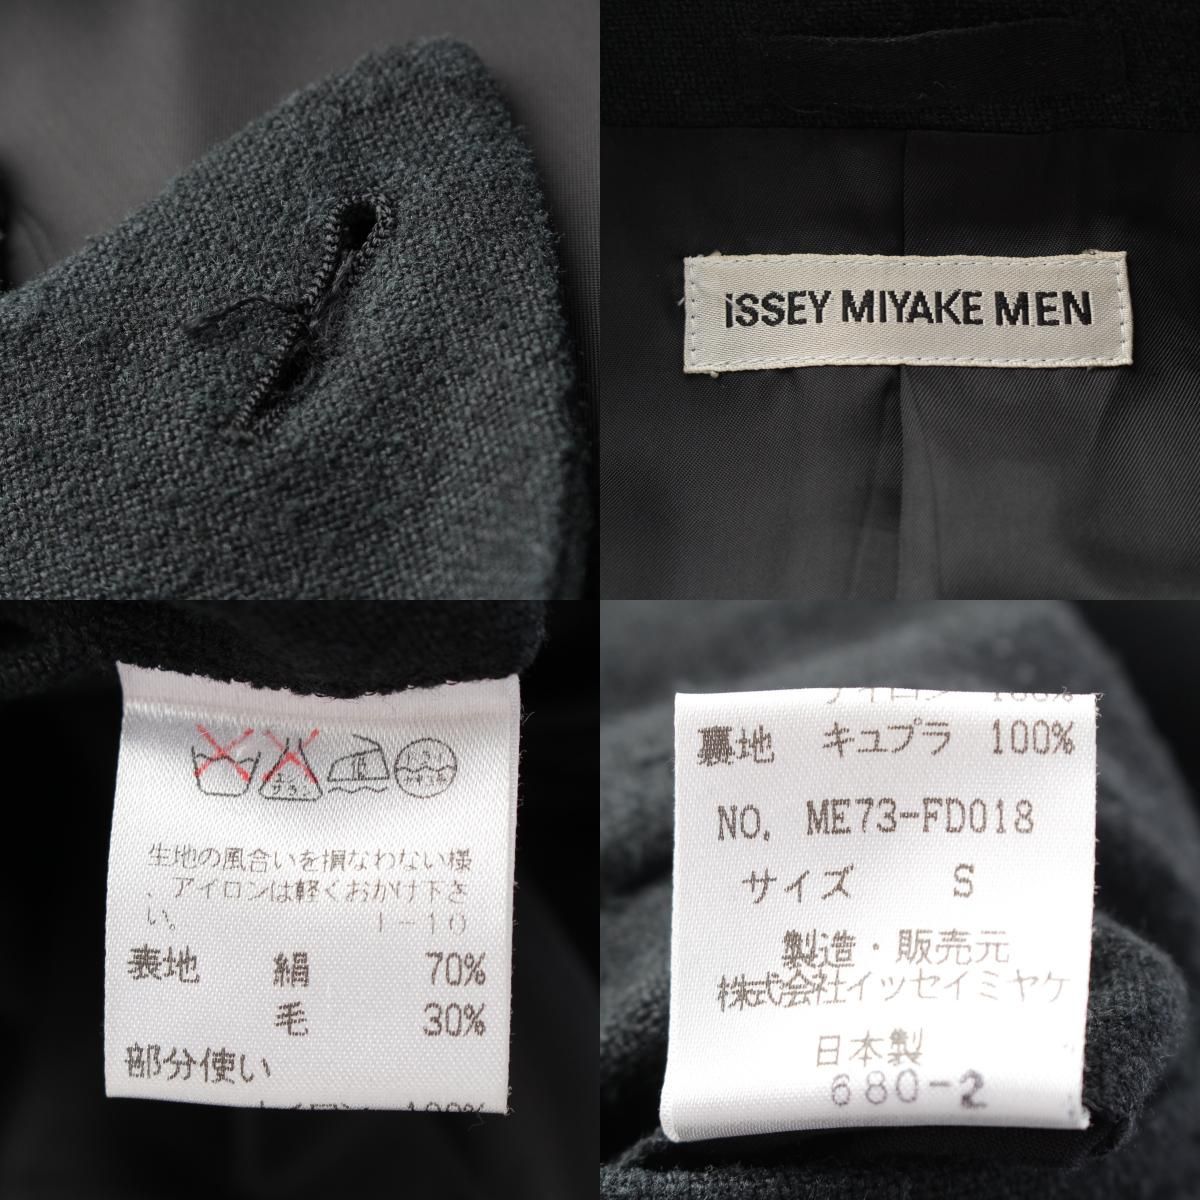 ISSEY MIYAKE MEN
生地の風合いを損なわない様
、アイロンは軽くおかけ下さ
い。 I-10
表地 絹 70%
毛 30%
部分使い
100%
裏地 キュプラ 100%
NO. ME73-FD018
サイズ S
製造・販売元
株式会社イッセイミヤケ
日本製
680-2